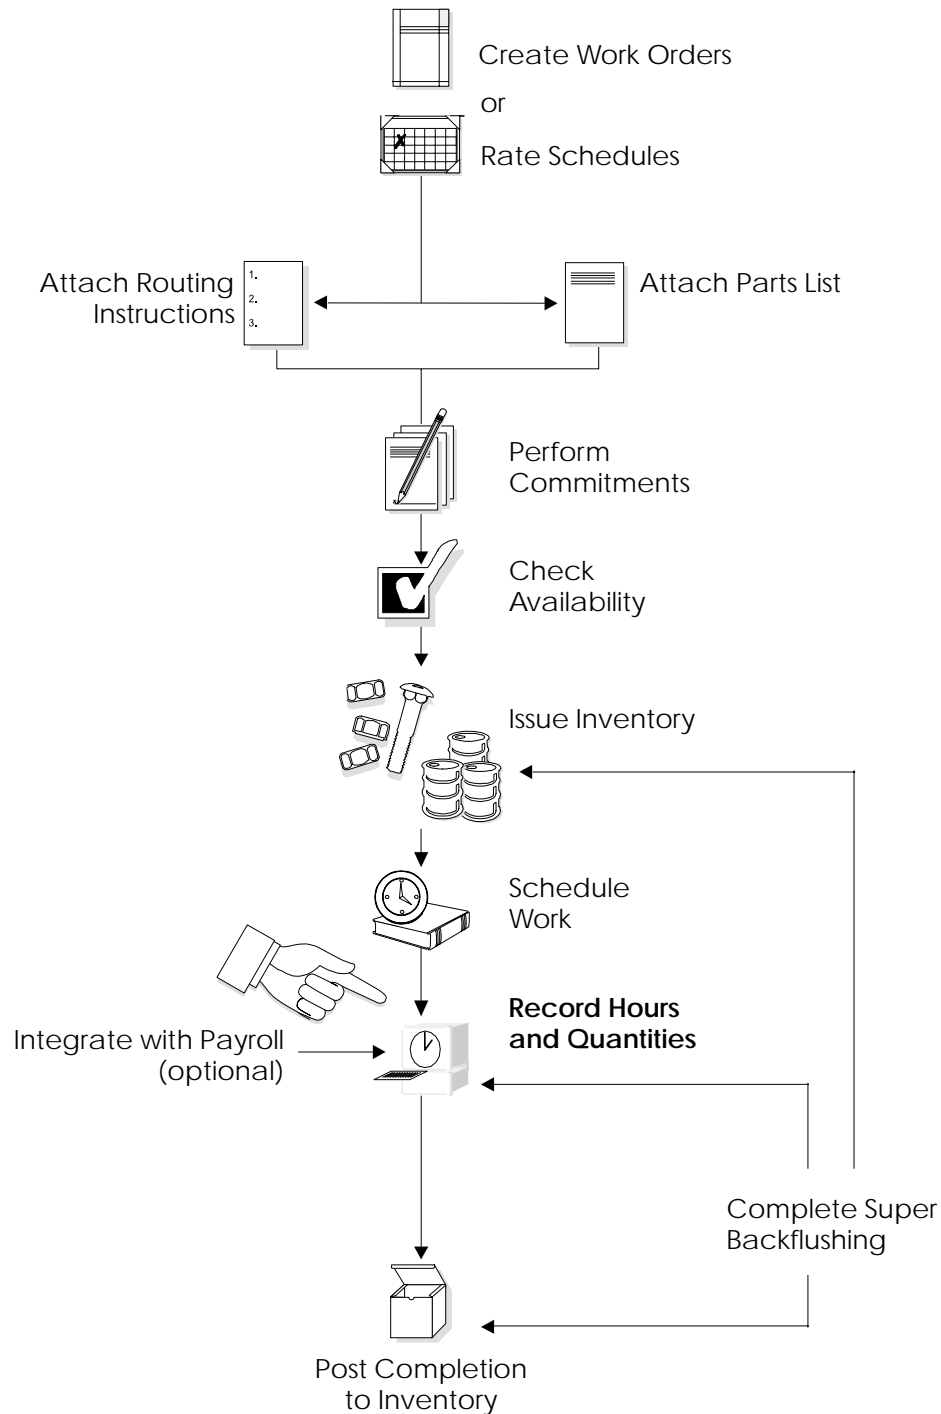 Create Work Orders
or
Rate Schedules
Attach Routing
Instructions
1.
2.
3.
Attach Parts List
Perform
Commitments
Check
Availability
Issue Inventory
Schedule
Work
Record Hours
and Quantities
Integrate with Payroll
(optional)
Complete Super
Backflushing
Post Completion
to Inventory